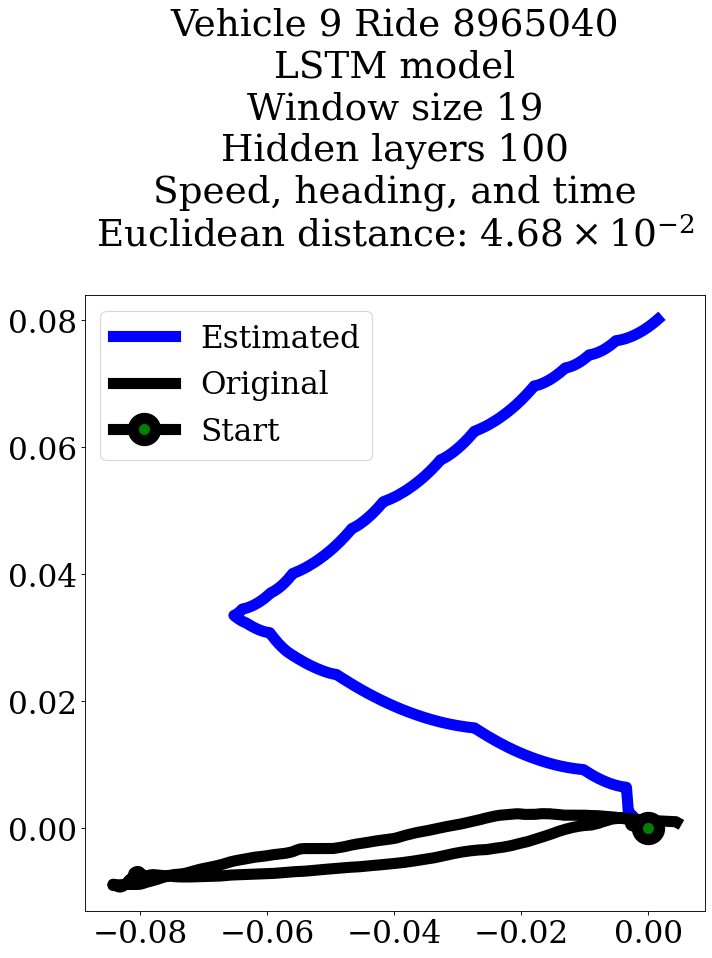 Vehicle 9 Ride 8965040
LSTM model
Window size 19
Hidden layers 100
Speed, heading, and time
Euclidean distance: 4.68 × 10⁻²
Estimated
Original
Start
0.08
0.06
0.04
0.02
0.00
−0.08 −0.06 −0.04 −0.02 0.00